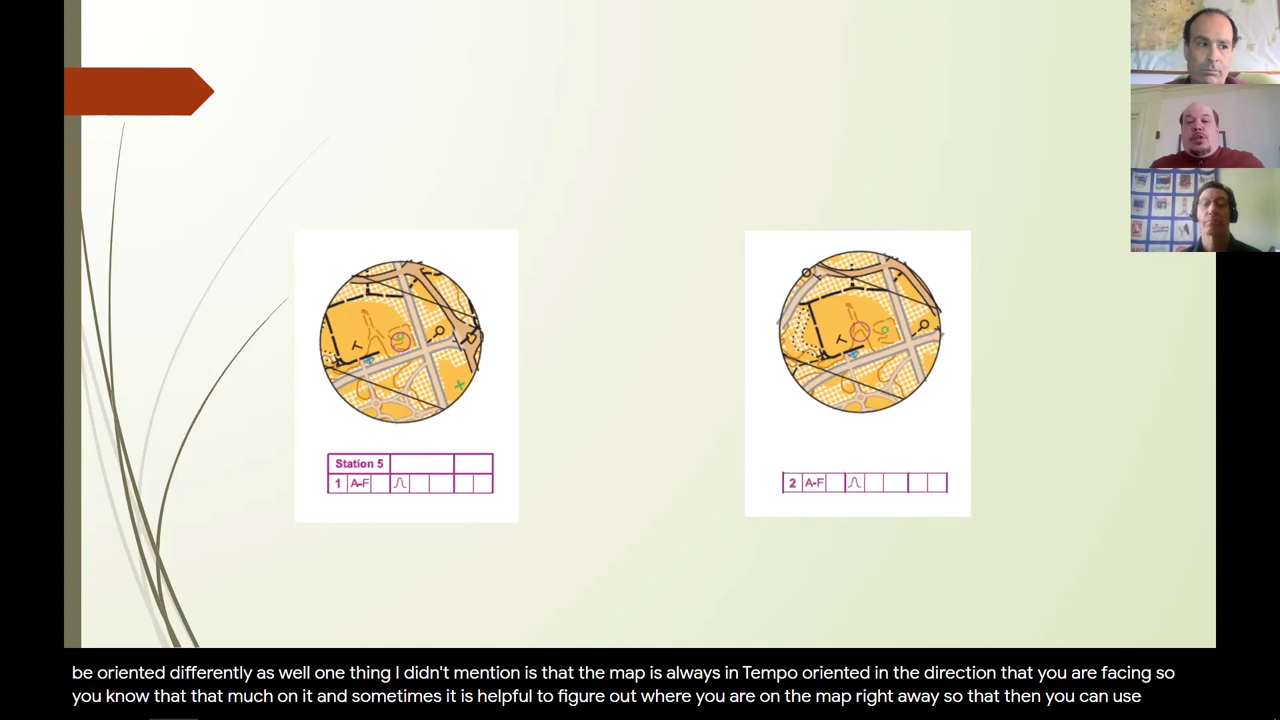 Station 5
1 A-F
2 A-F
be oriented differently as well one thing I didn't mention is that the map is always in Tempo oriented in the direction that you are facing so
you know that that much on it and sometimes it is helpful to figure out where you are on the map right away so that then you can use